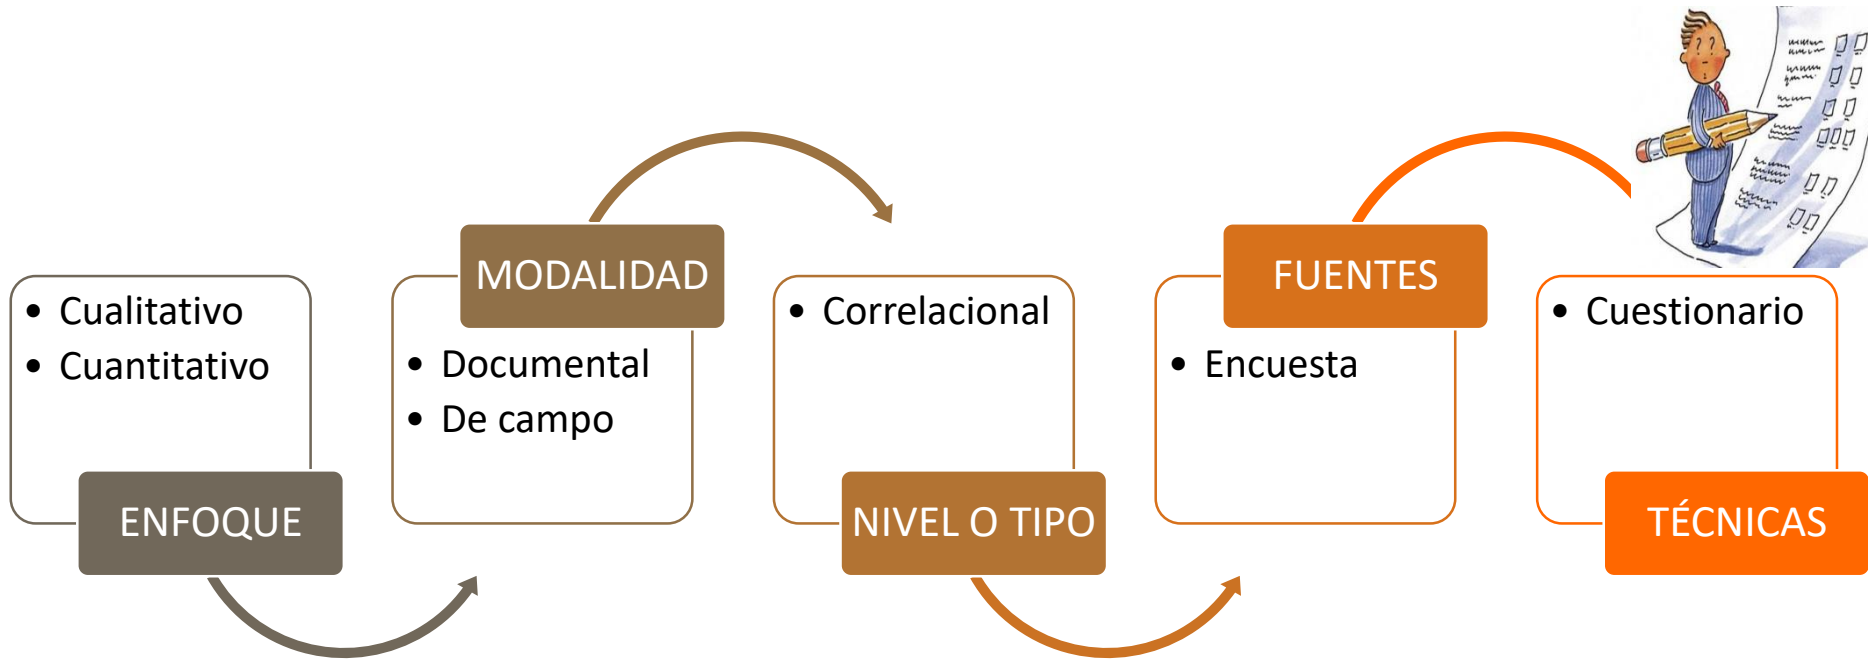 • Cualitativo
• Cuantitativo
ENFOQUE
MODALIDAD
• Documental
• De campo
• Correlacional
NIVEL O TIPO
FUENTES
• Encuesta
• Cuestionario
TÉCNICAS